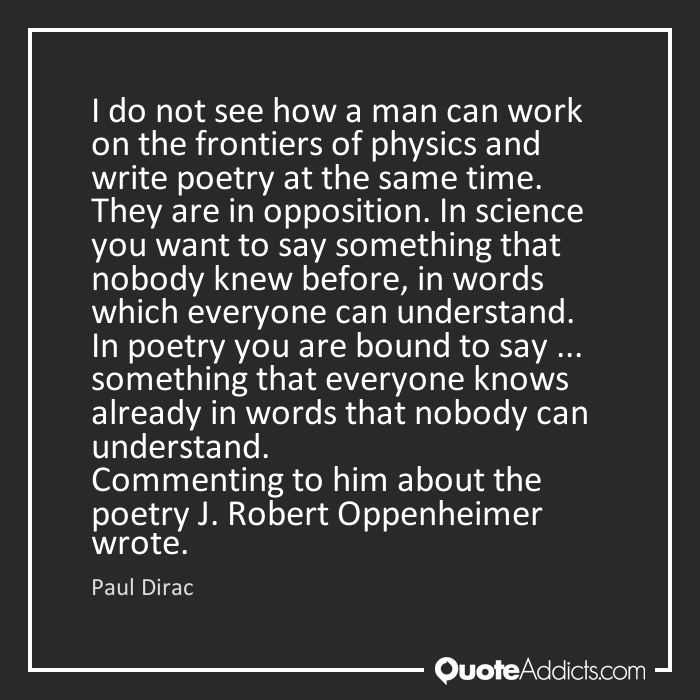 I do not see how a man can work
on the frontiers of physics and
write poetry at the same time.
They are in opposition. In science
you want to say something that
nobody knew before, in words
which everyone can understand.
In poetry you are bound to say ...
something that everyone knows
already in words that nobody can
understand.
Commenting to him about the
poetry J. Robert Oppenheimer
wrote.
Paul Dirac
QuoteAddicts.com